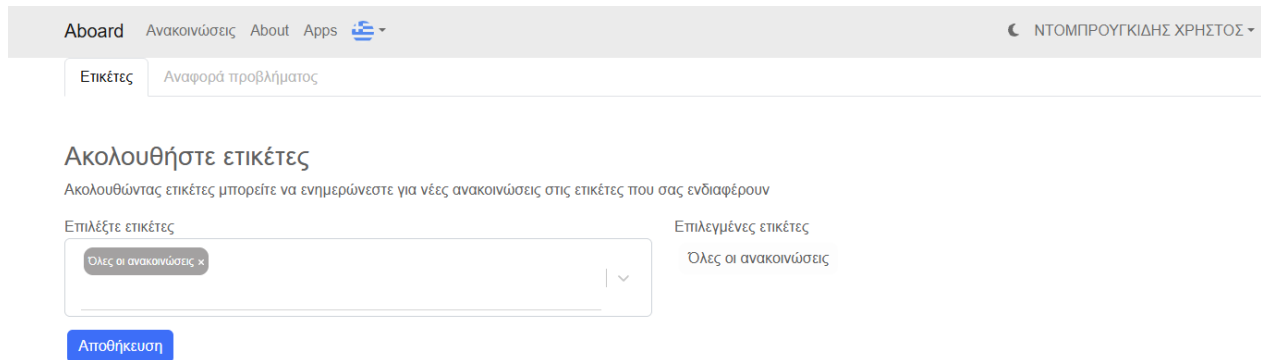 Aboard Ανακοινώσεις About Apps ΝΤΟΜΠΡΟΥΓΚΙΔΗΣ ΧΡΗΣΤΟΣ
Ετικέτες Αναφορά προβλήματος
Ακολουθήστε ετικέτες
Ακολουθώντας ετικέτες μπορείτε να ενημερώνεστε για νέες ανακοινώσεις στις ετικέτες που σας ενδιαφέρουν
Επιλέξτε ετικέτες Επιλεγμένες ετικέτες
Όλες οι ανακοινώσεις × Όλες οι ανακοινώσεις
Αποθήκευση